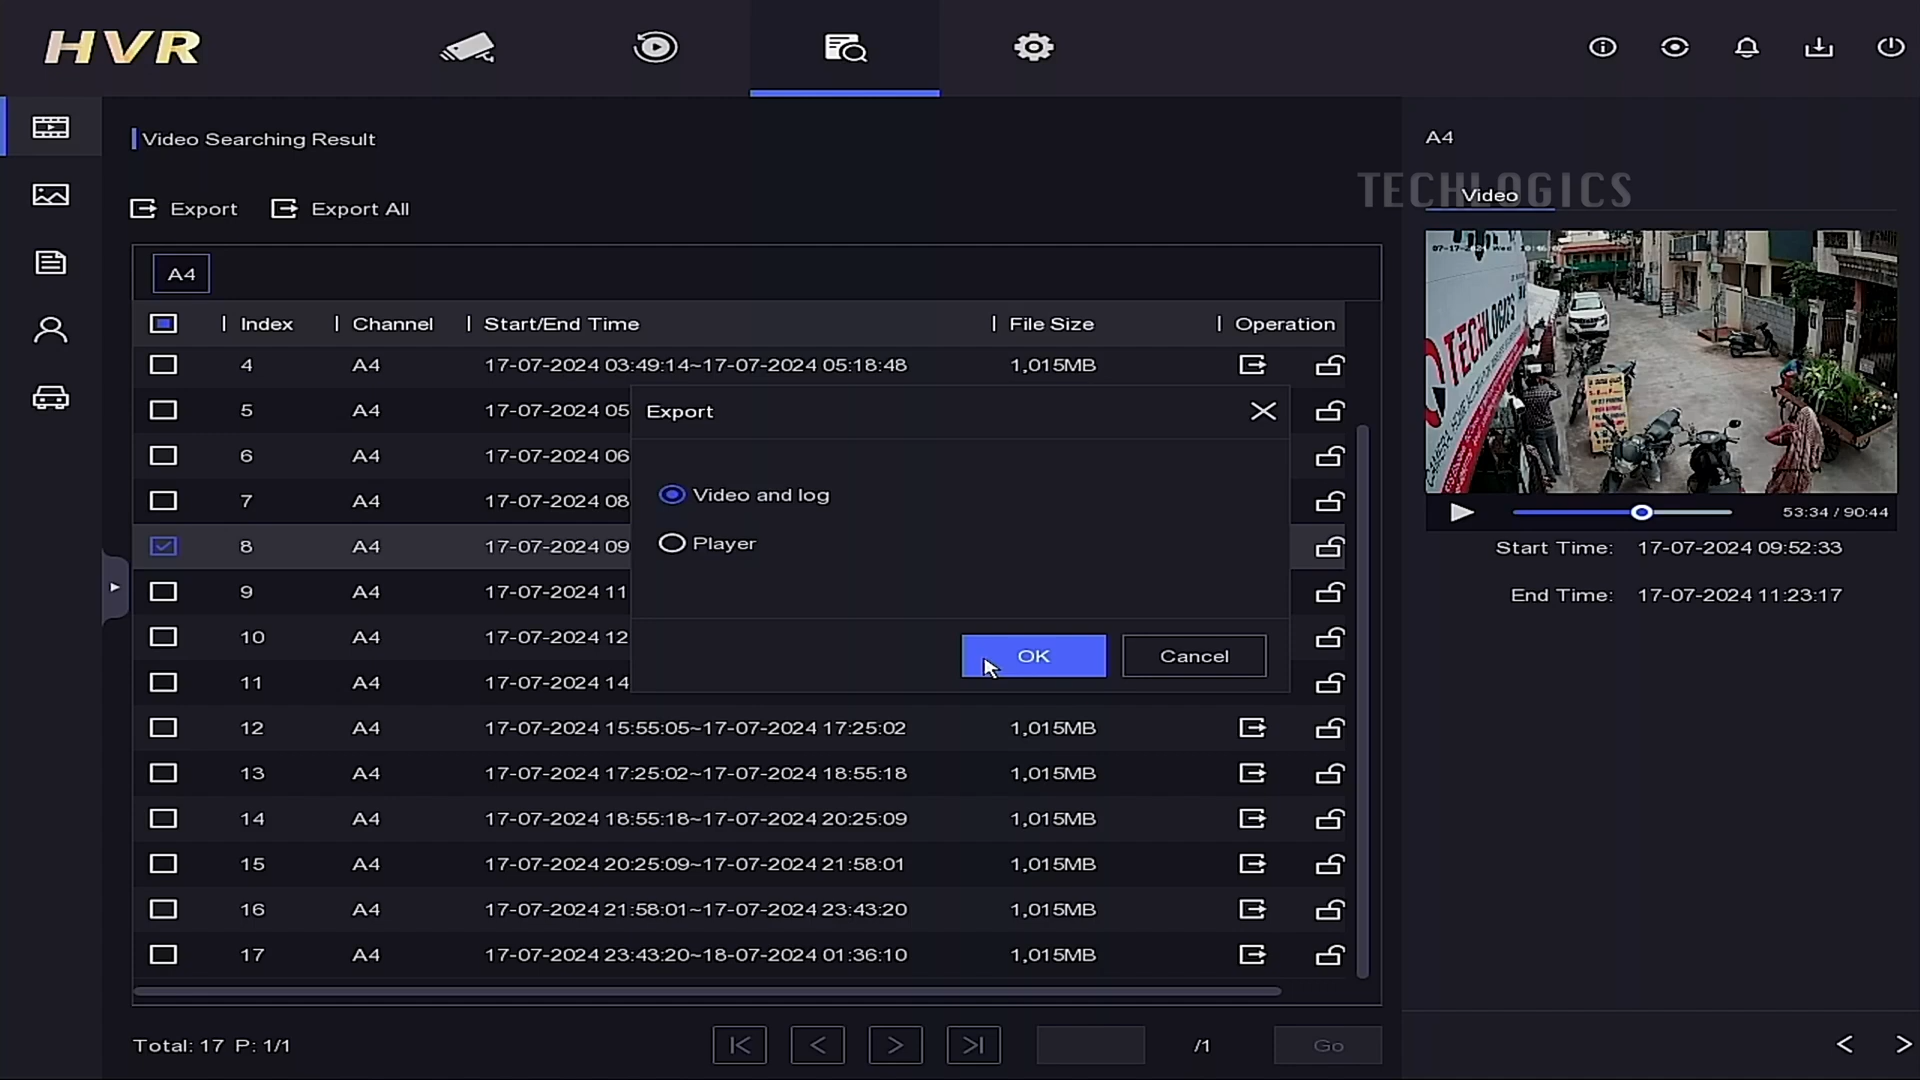 HVR
Video Searching Result
A4
TECHLOGICS
Video
Export Export All
A4
Index Channel Start/End Time File Size Operation
4 A4 17-07-2024 03:49:14~17-07-2024 05:18:48 1,015MB
5 A4 17-07-2024 05
6 A4 17-07-2024 06
7 A4 17-07-2024 08
8 A4 17-07-2024 09
9 A4 17-07-2024 11
10 A4 17-07-2024 12
11 A4 17-07-2024 14
Export
Video and log
Player
OK Cancel
12 A4 17-07-2024 15:55:05~17-07-2024 17:25:02 1,015MB
13 A4 17-07-2024 17:25:02~17-07-2024 18:55:18 1,015MB
14 A4 17-07-2024 18:55:18~17-07-2024 20:25:09 1,015MB
15 A4 17-07-2024 20:25:09~17-07-2024 21:58:01 1,015MB
16 A4 17-07-2024 21:58:01~17-07-2024 23:43:20 1,015MB
17 A4 17-07-2024 23:43:20~18-07-2024 01:36:10 1,015MB
Total: 17 P: 1/1
/1 Go
TECHLOGICS
53:34 / 90:44
Start Time: 17-07-2024 09:52:33
End Time: 17-07-2024 11:23:17